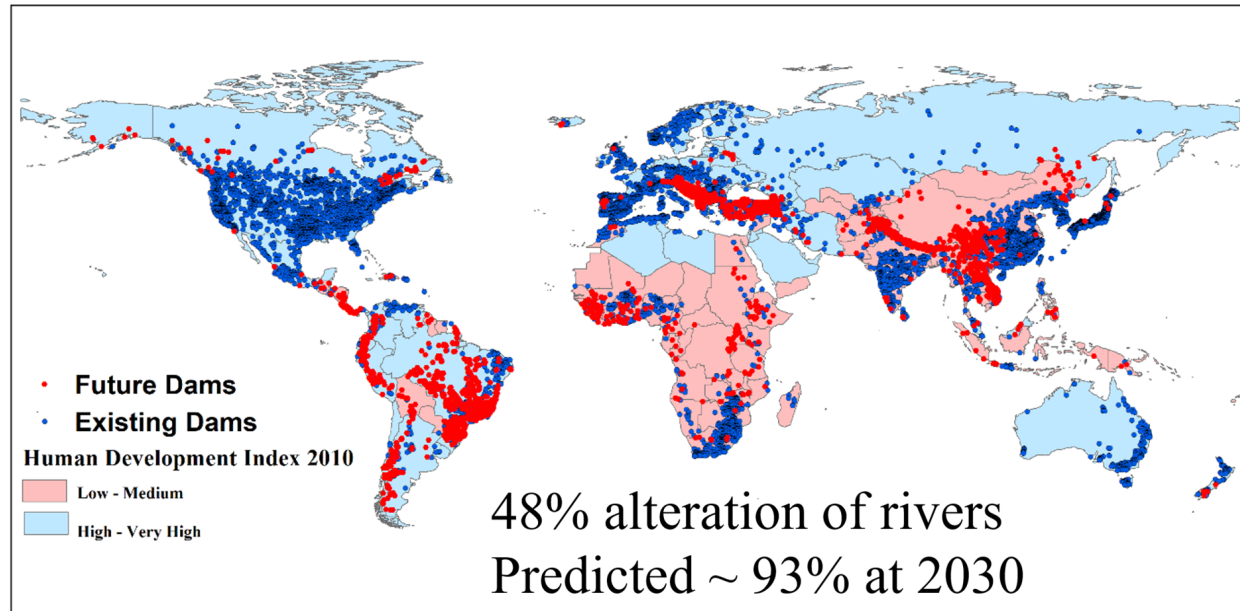 Future Dams
Existing Dams
Human Development Index 2010
Low - Medium
High - Very High
48% alteration of rivers
Predicted ~ 93% at 2030